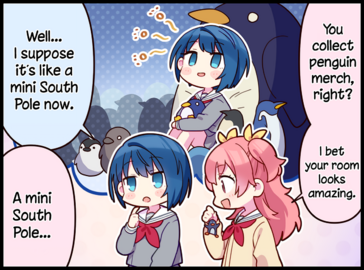 You
collect
penguin
merch,
right?
I bet
your room
looks
amazing.
Well...
I suppose
it's like a
mini South
Pole now.
A mini
South
Pole...